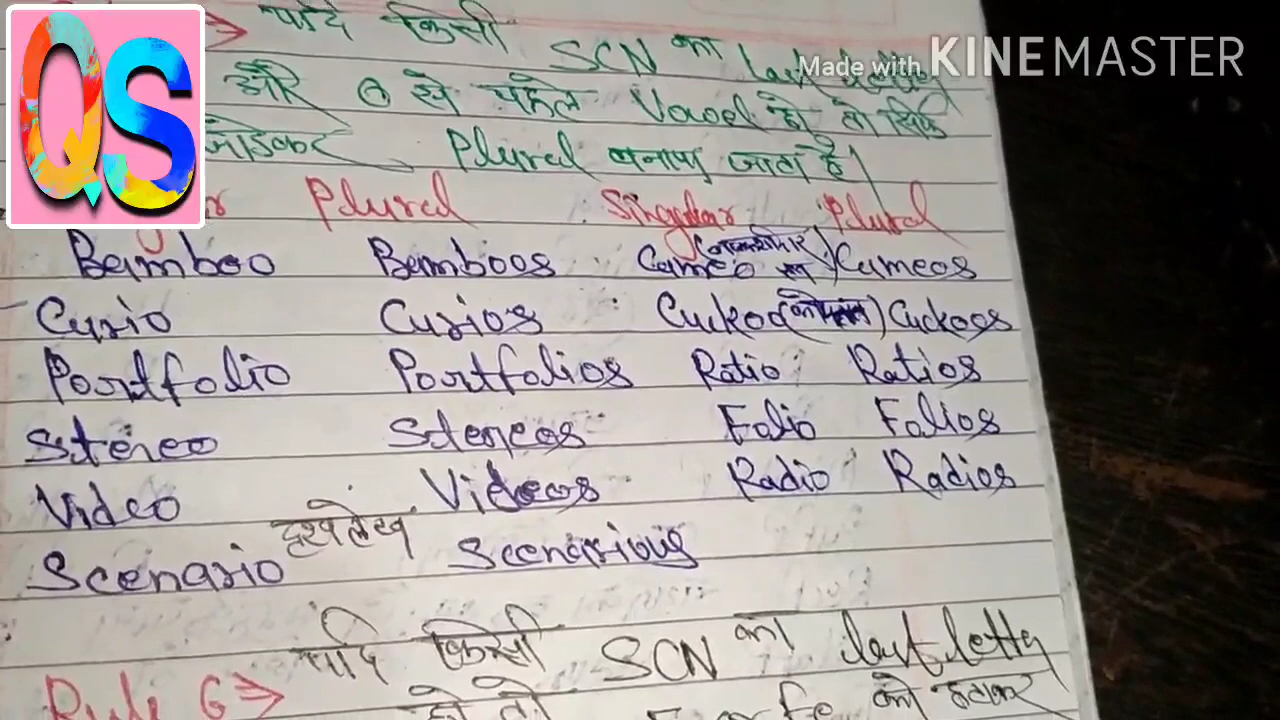 QS
Made with KINEMASTER
⇒ यदि किसी SCN का last
और O से पहले Vowel हो तो सिर्फ
जोड़कर Plural बनाया जाता है।
Plural Singular Plural
Bamboo Bamboos Cameo Cameos
Curio Curios Cuckoo (कोयल) Cuckoos
Portfolio Portfolios Ratio Ratios
Stereo Stereos Folio Folios
Video Videos Radio Radios
Scenario दृश्यलेख
Rule 6 ⇒ यदि किसी SCN का last letter
हो तो fe को हटाकर